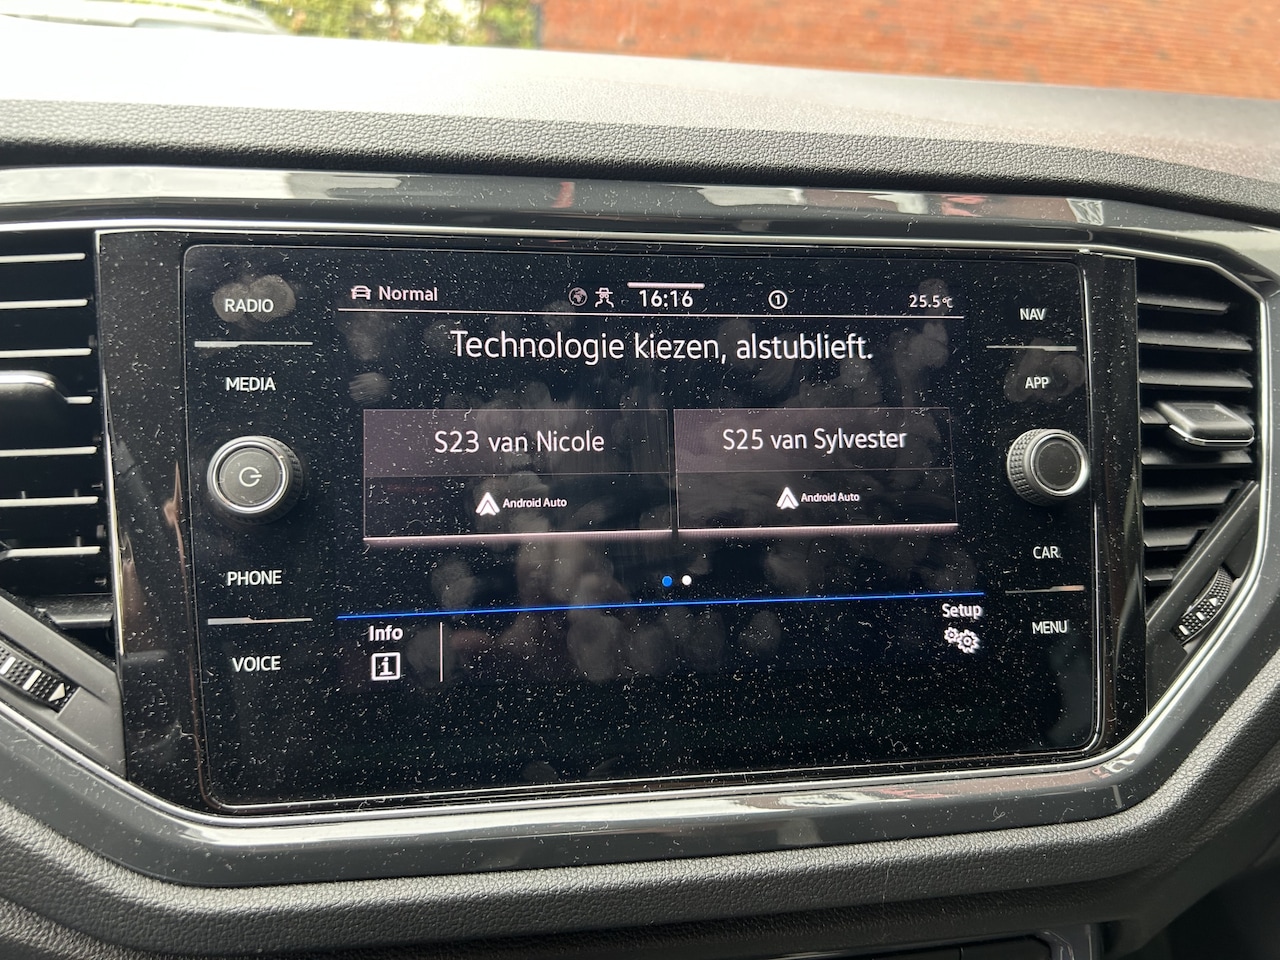 RADIO
MEDIA
PHONE
VOICE
Normal
16:16
1
25.5°C
Technologie kiezen, alstublieft.
S23 van Nicole
Android Auto
S25 van Sylvester
Android Auto
Info
i
Setup
NAV
APP
CAR
MENU